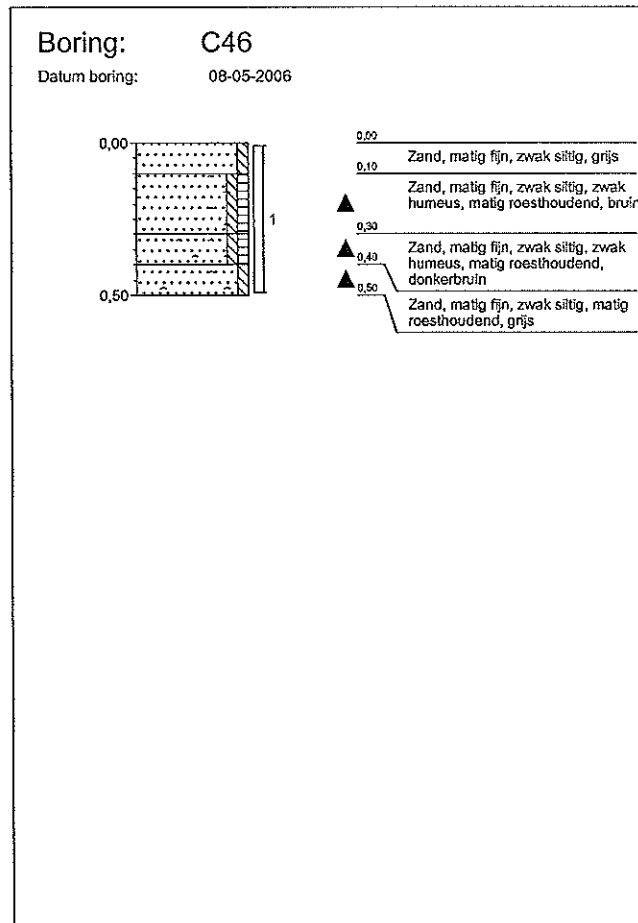 Boring: C46
Datum boring: 08-05-2006
0,00
0,50
1
0,00
Zand, matig fijn, zwak siltig, grijs
0,10
Zand, matig fijn, zwak siltig, zwak
humeus, matig roesthoudend, bruin
0,30
Zand, matig fijn, zwak siltig, zwak
humeus, matig roesthoudend,
donkerbruin
0,40
Zand, matig fijn, zwak siltig, matig
roesthoudend, grijs
0,50